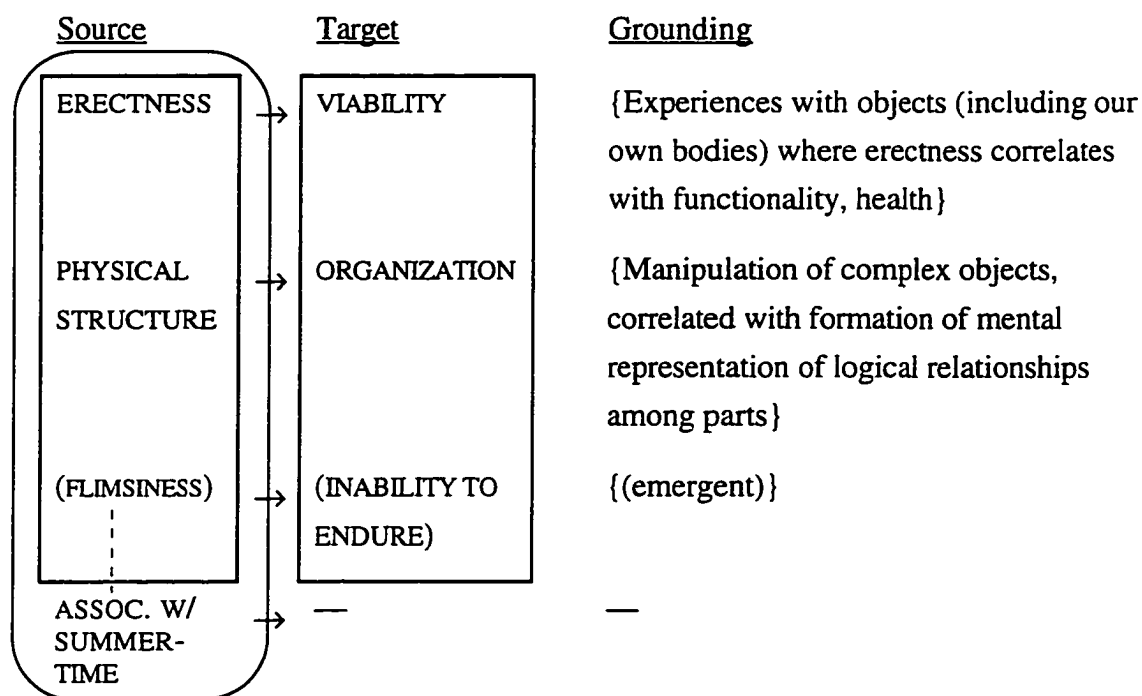 Source Target Grounding
ERECTNESS → VIABILITY {Experiences with objects (including our
own bodies) where erectness correlates
with functionality, health}
PHYSICAL → ORGANIZATION {Manipulation of complex objects,
STRUCTURE correlated with formation of mental
representation of logical relationships
among parts}
(FLIMSINESS) → (INABILITY TO {(emergent)}
ENDURE)
ASSOC. W/ → — —
SUMMER-
TIME